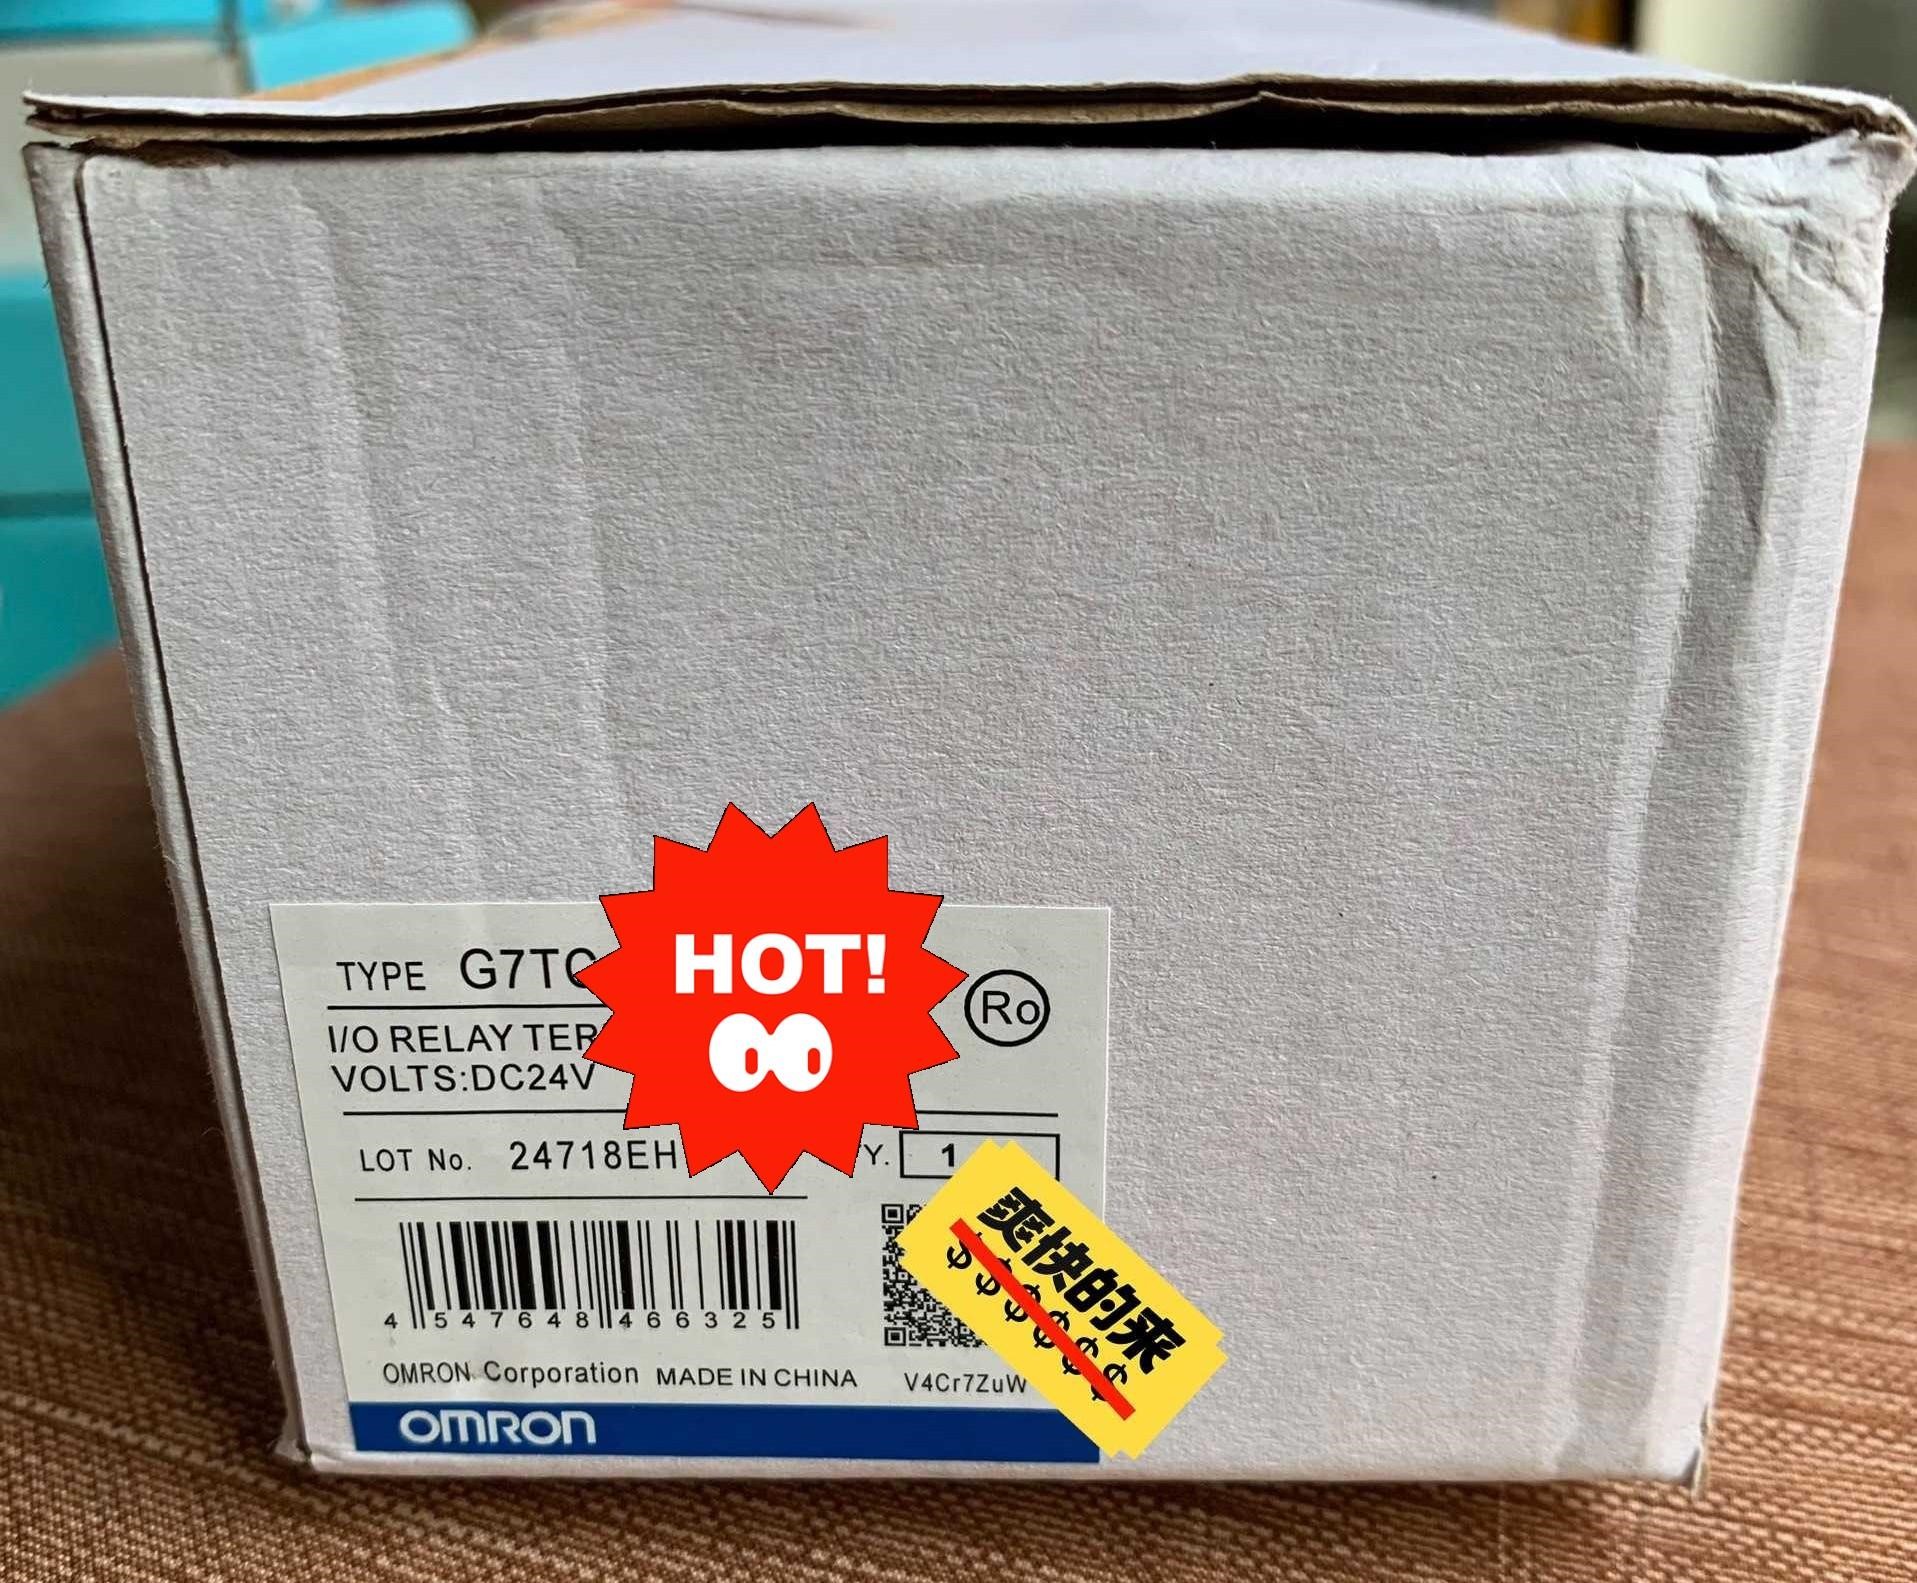 TYPE G7TC
HOT!
Ro
I/O RELAY TER
VOLTS:DC24V
LOT No. 24718EH
Y. 1
4 547648 466325
爽快的来
$$$$$$
OMRON Corporation MADE IN CHINA
V4Cr7ZuW
OMRON